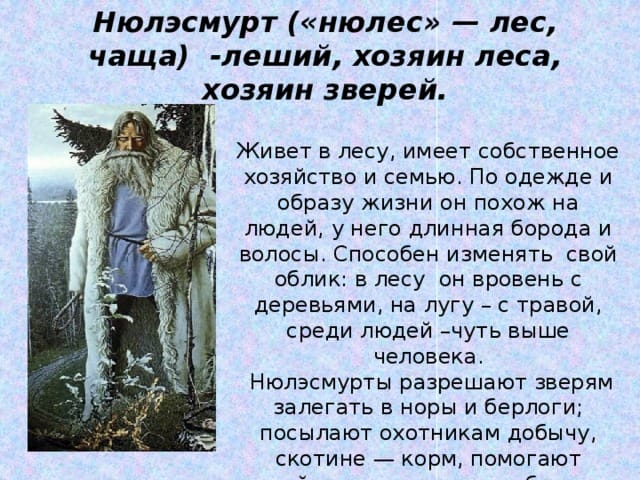 Нюлэсмурт («нюлес» — лес,
чаща)  -леший, хозяин леса,
хозяин зверей.
Живет в лесу, имеет собственное
хозяйство и семью. По одежде и
образу жизни он похож на
людей, у него длинная борода и
волосы. Способен изменять  свой
облик: в лесу  он вровень с
деревьями, на лугу – с травой,
среди людей –чуть выше
человека.
Нюлэсмурты разрешают зверям
залегать в норы и берлоги;
посылают охотникам добычу,
скотине — корм, помогают